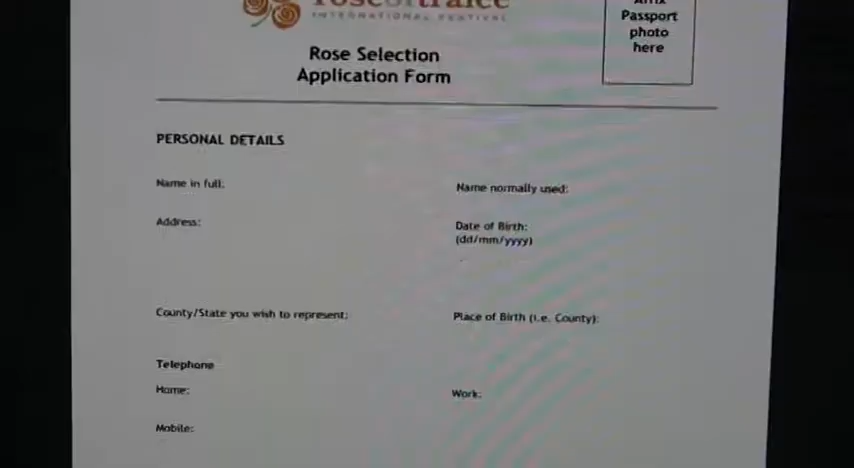 roseoftralee
INTERNATIONAL FESTIVAL
Affix
Passport
photo
here
Rose Selection
Application Form
PERSONAL DETAILS
Name in full:
Name normally used:
Address:
Date of Birth:
(dd/mm/yyyy)
County/State you wish to represent:
Place of Birth (i.e. County):
Telephone
Home:
Work:
Mobile: